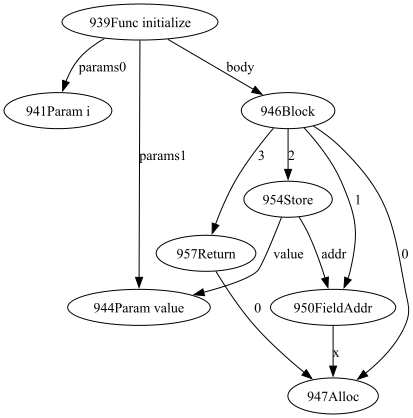 939Func initialize
params0
body
941Param i
946Block
params1
3
2
1
954Store
957Return
value
addr
0
944Param value
950FieldAddr
0
x
947Alloc